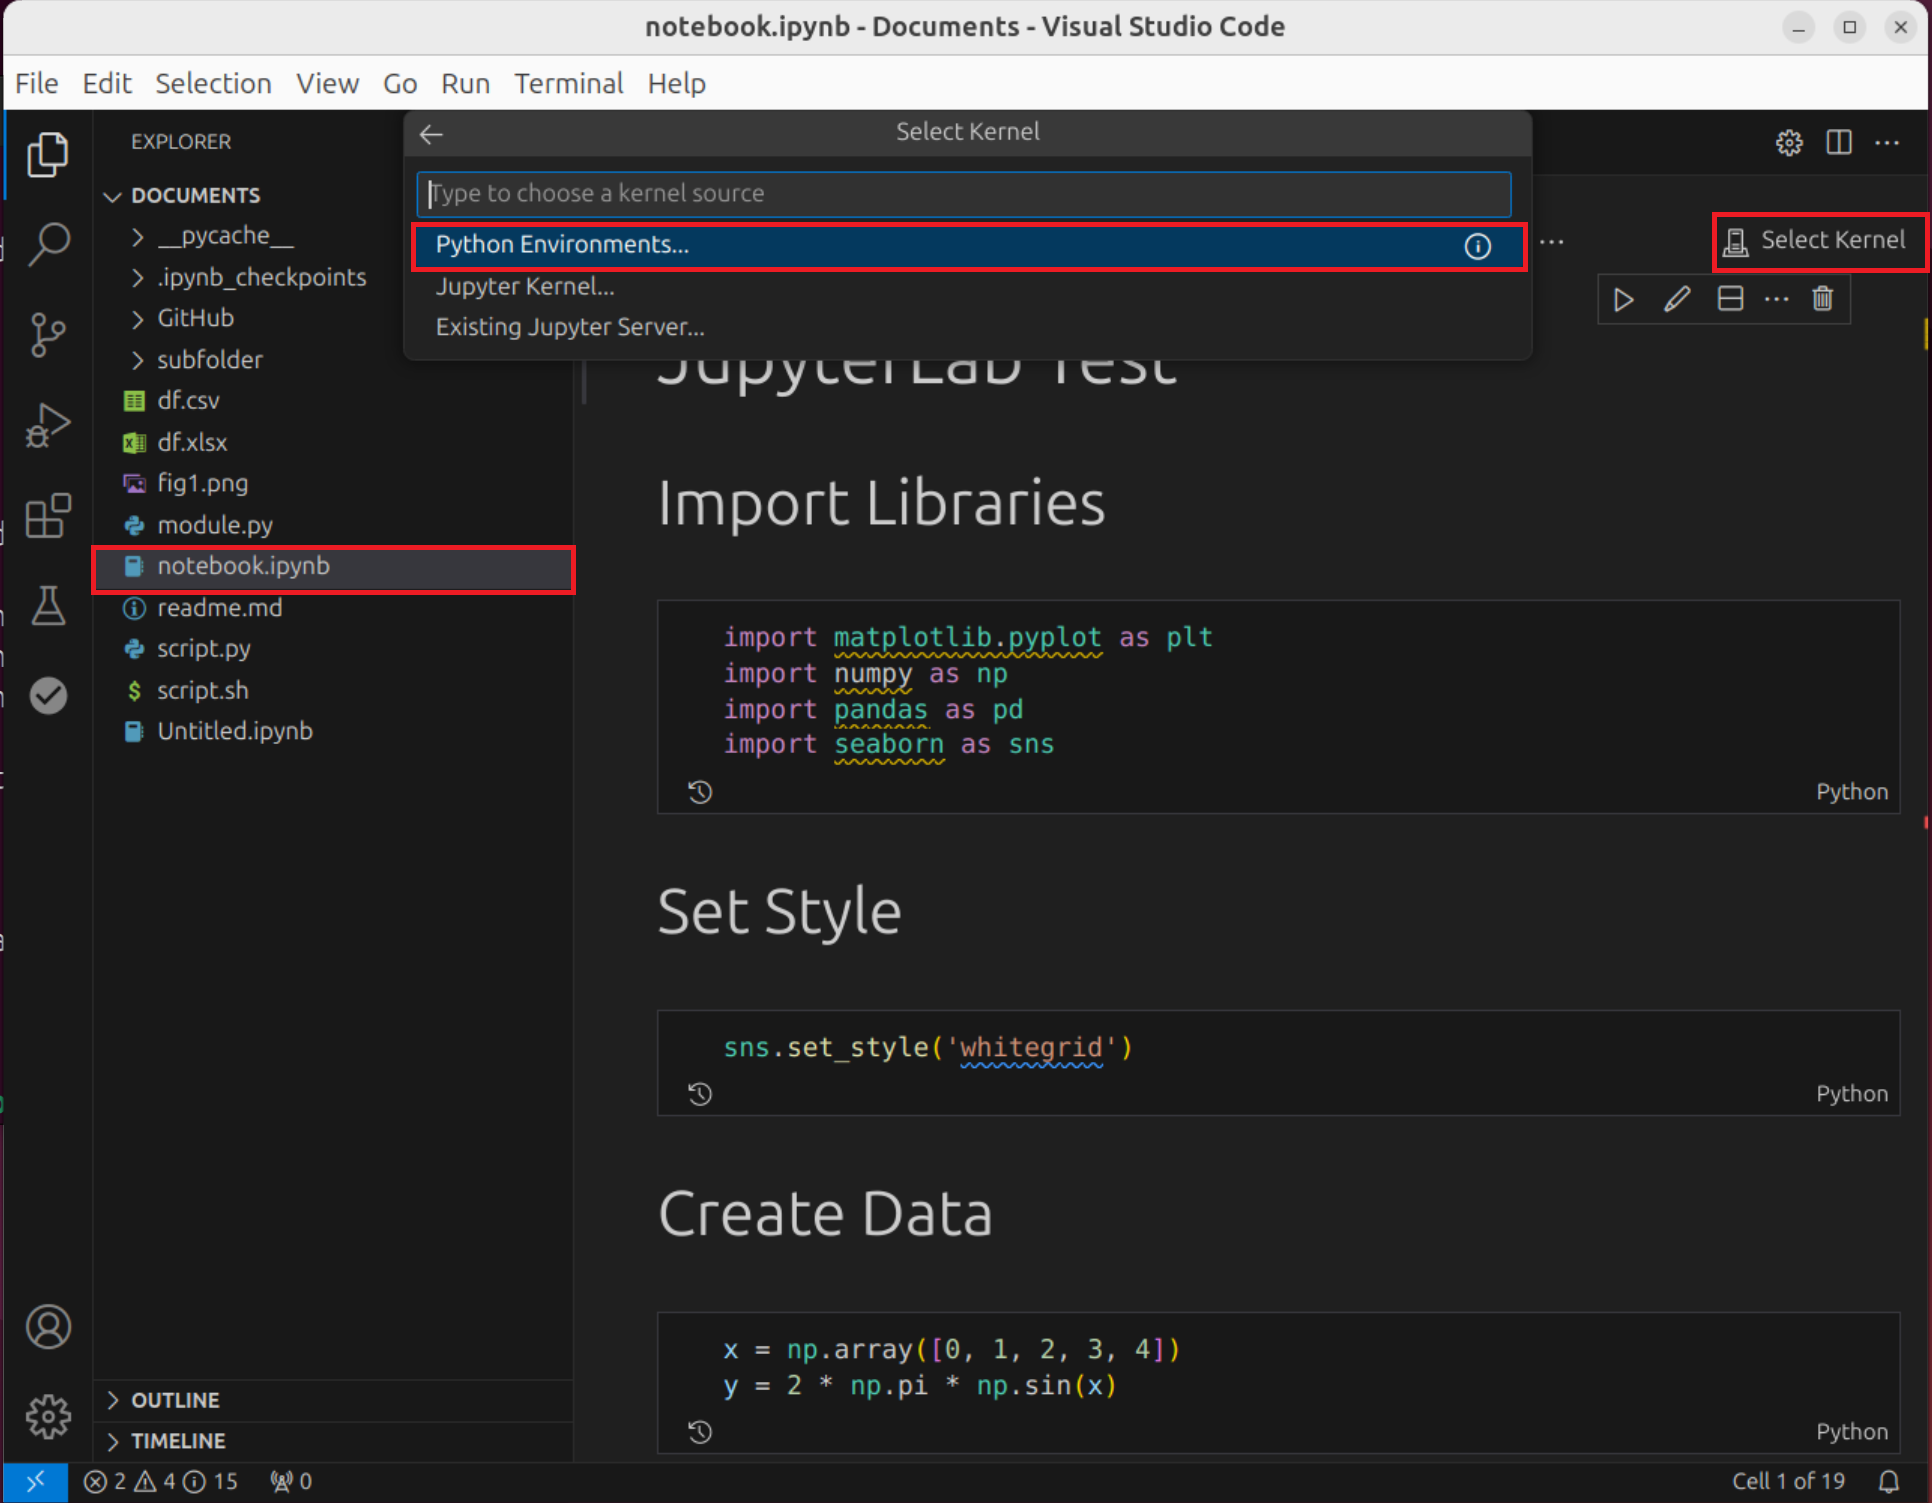 notebook.ipynb - Documents - Visual Studio Code
File Edit Selection View Go Run Terminal Help
EXPLORER
DOCUMENTS
__pycache__
.ipynb_checkpoints
GitHub
subfolder
df.csv
df.xlsx
fig1.png
module.py
notebook.ipynb
readme.md
script.py
script.sh
Untitled.ipynb
OUTLINE
TIMELINE
Select Kernel
Type to choose a kernel source
Python Environments...
Jupyter Kernel...
Existing Jupyter Server...
Select Kernel
JupyterLab Test
Import Libraries
import matplotlib.pyplot as plt
import numpy as np
import pandas as pd
import seaborn as sns
Python
Set Style
sns.set_style('whitegrid')
Python
Create Data
x = np.array([0, 1, 2, 3, 4])
y = 2 * np.pi * np.sin(x)
Python
2 4 15 0
Cell 1 of 19